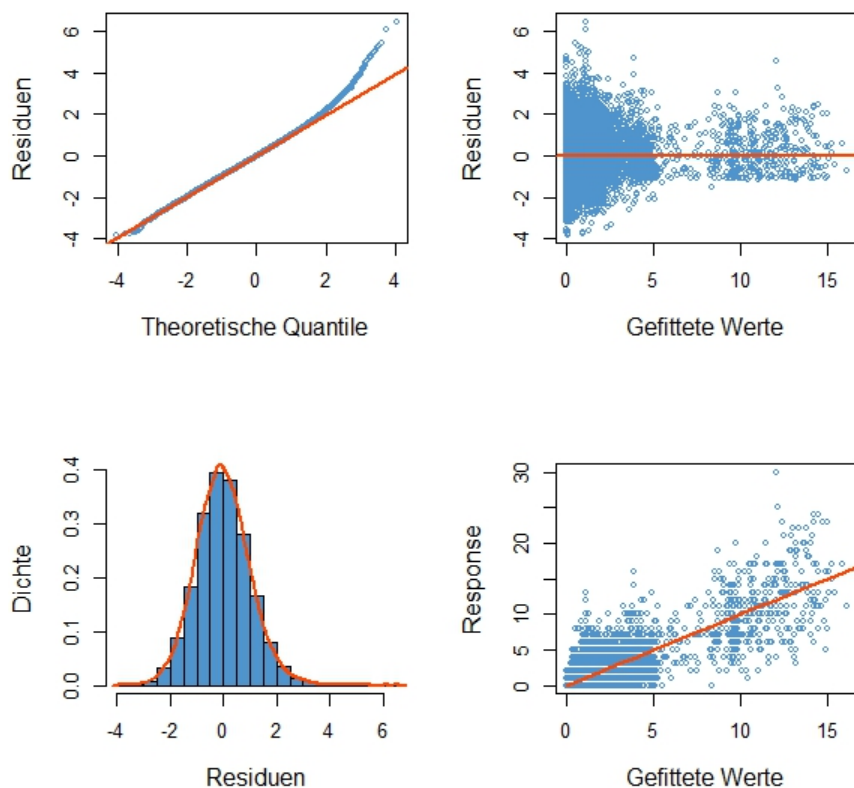 6
4
2
0
-2
-4
Residuen
-4 -2 0 2 4
Theoretische Quantile
6
4
2
0
-2
-4
Residuen
0 5 10 15
Gefittete Werte
0.4
0.3
0.2
0.1
0.0
Dichte
-4 -2 0 2 4 6
Residuen
30
20
10
5
0
Response
0 5 10 15
Gefittete Werte